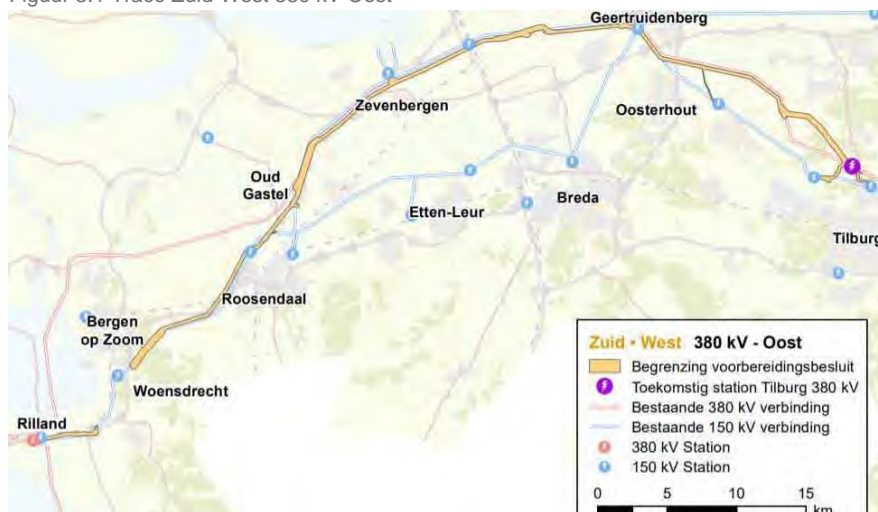 Geertruidenberg
Zevenbergen
Oosterhout
Oud
Gastel
Etten-Leur
Breda
Tilburg
Roosendaal
Bergen
op Zoom
Woensdrecht
Rilland
Zuid • West 380 kV - Oost
Begrenzing voorbereidingsbesluit
Toekomstig station Tilburg 380 kV
Bestaande 380 kV verbinding
Bestaande 150 kV verbinding
380 kV Station
150 kV Station
0 5 10 15
km